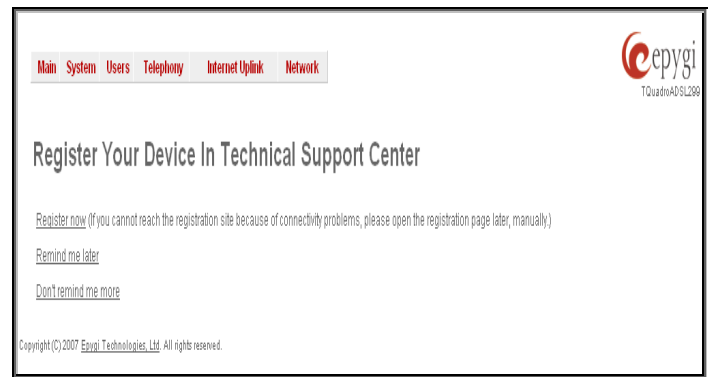 Main System Users Telephony Internet Uplink Network
epygi
TQuadroADSL299
Register Your Device In Technical Support Center
Register now (If you cannot reach the registration site because of connectivity problems, please open the registration page later, manually.)
Remind me later
Don't remind me more
Copyright (C) 2007 Epygi Technologies, Ltd. All rights reserved.